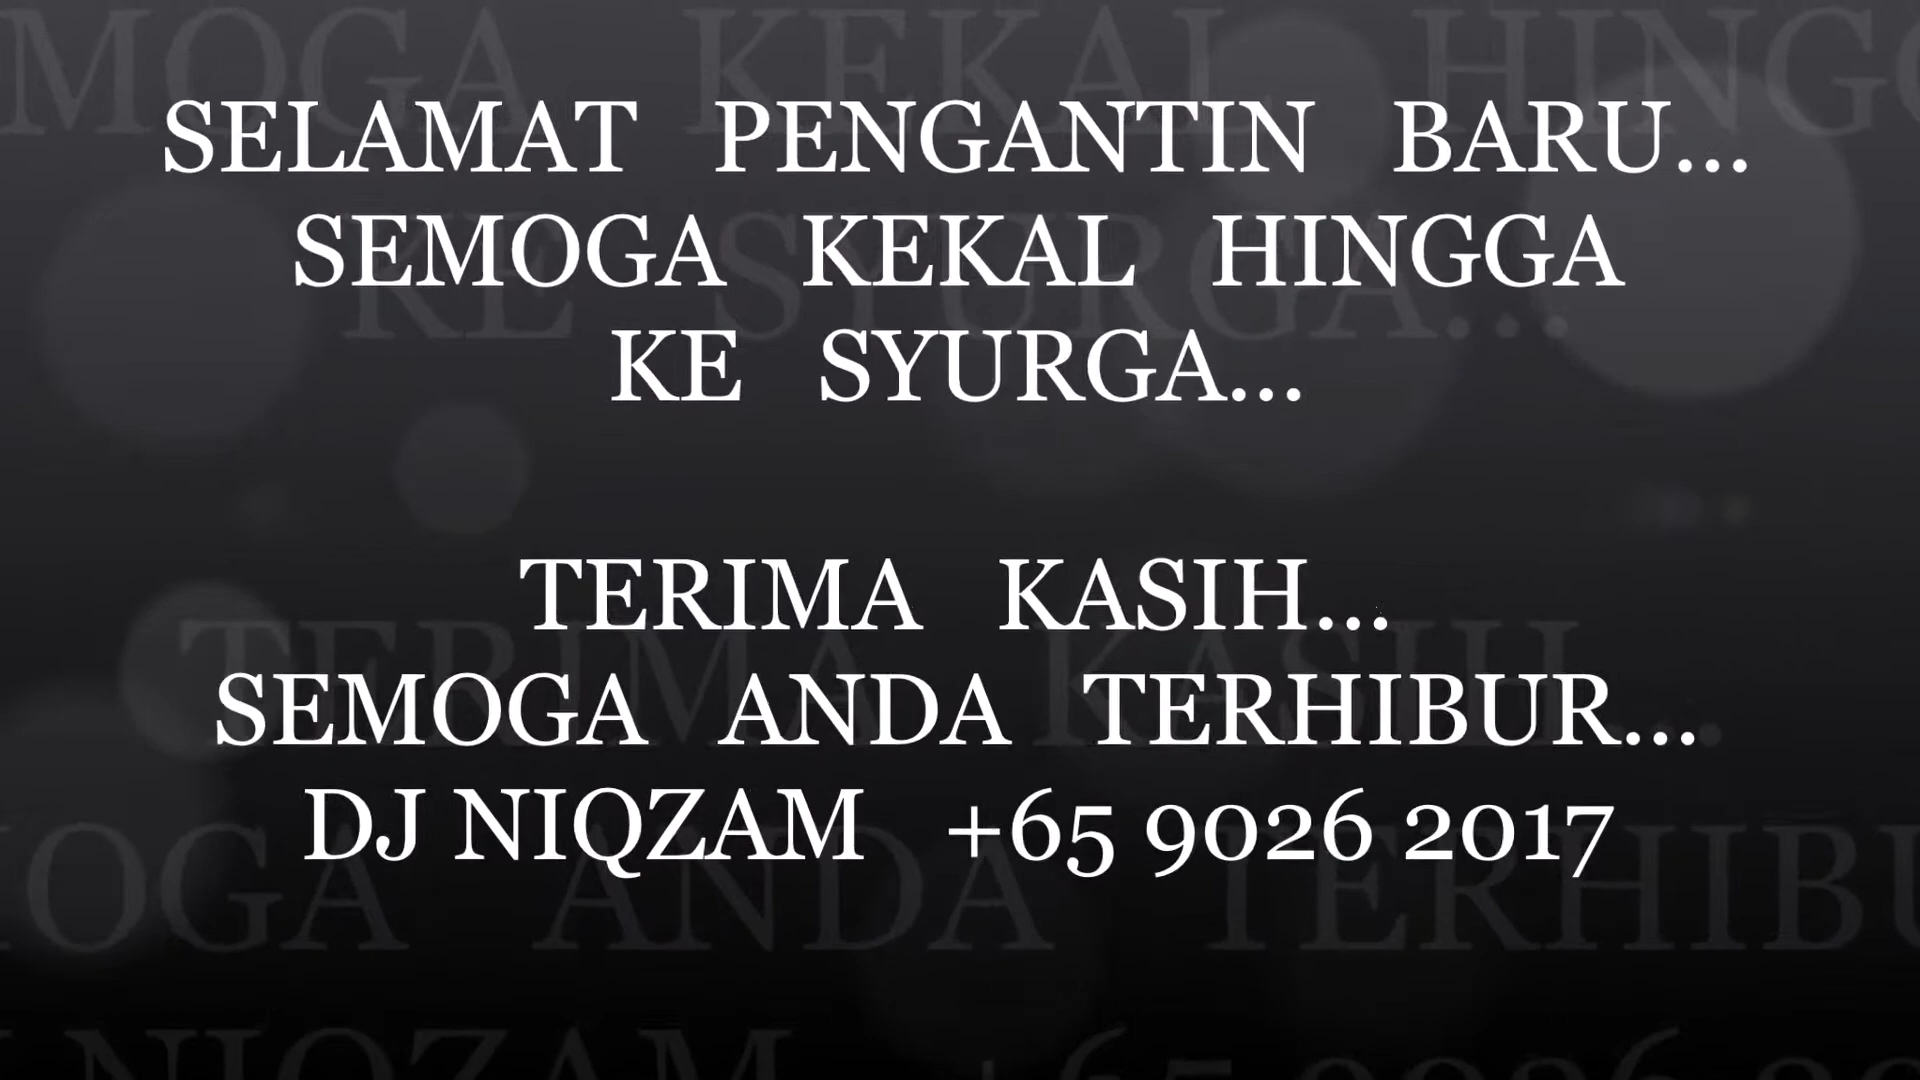 SELAMAT PENGANTIN BARU...
SEMOGA KEKAL HINGGA
KE SYURGA...
TERIMA KASIH...
SEMOGA ANDA TERHIBUR...
DJ NIQZAM +65 9026 2017